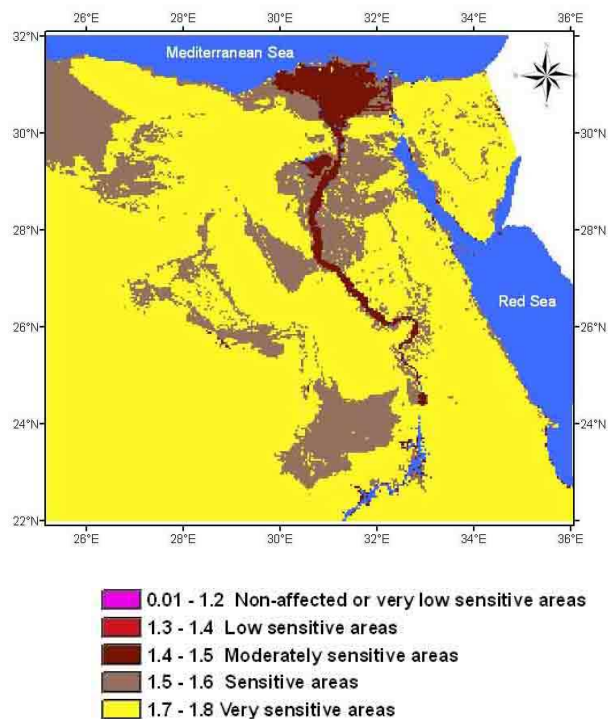 26°E 28°E 30°E 32°E 34°E 36°E
32°N 32°N
Mediterranean Sea
30°N 30°N
28°N 28°N
Red Sea
26°N 26°N
24°N 24°N
22°N 22°N
26°E 28°E 30°E 32°E 34°E 36°E
0.01 - 1.2 Non-affected or very low sensitive areas
1.3 - 1.4 Low sensitive areas
1.4 - 1.5 Moderately sensitive areas
1.5 - 1.6 Sensitive areas
1.7 - 1.8 Very sensitive areas